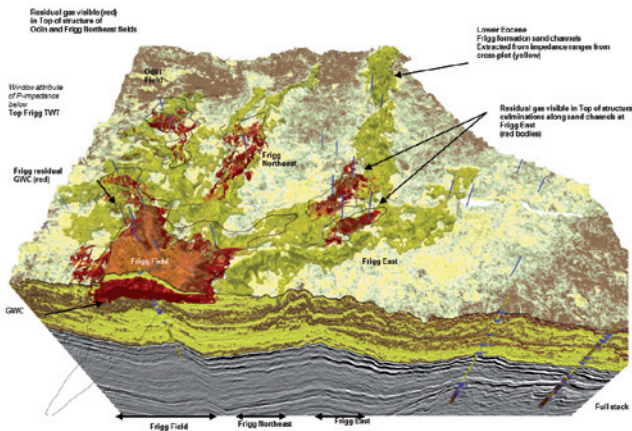 Residual gas visible (red)
in Top of structure of
Odin and Frigg Northeast fields
Lower Eocene
Frigg formation sand channels
Extracted from impedance ranges from
cross-plot (yellow)
Odin
Field
Window attribute
of P-impedance
below
Top Frigg TWT
Residual gas visible in Top of structure
culminations along sand channels at
Frigg East
(red bodies)
Frigg
Northeast
Frigg residual
GWC (red)
Frigg Field
Frigg East
GWC
Full stack
Frigg Field
Frigg Northeast
Frigg East